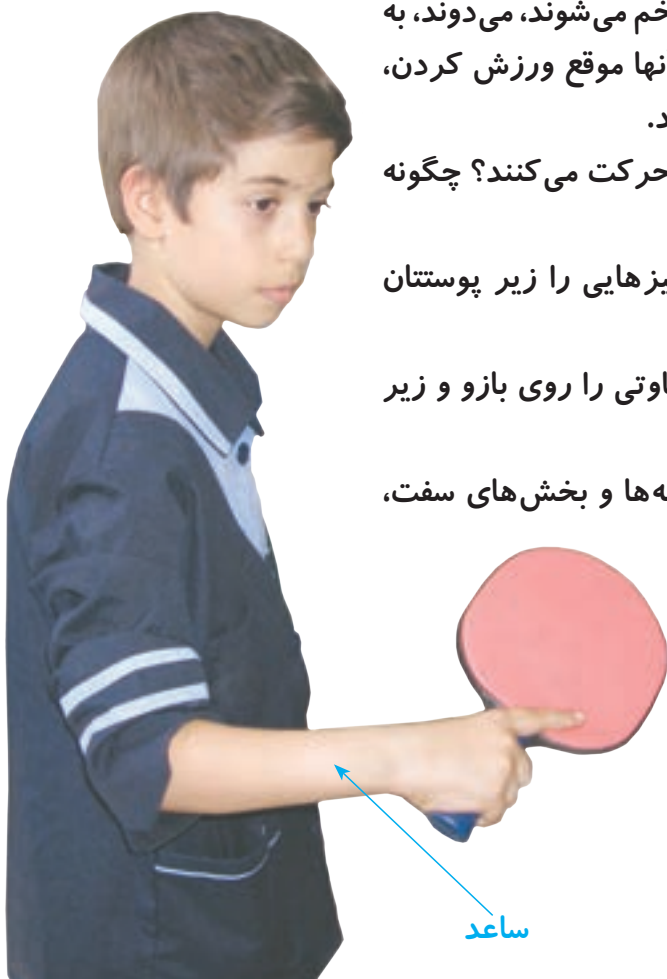 خم می‌شوند، می‌دوند، به
نها موقع ورزش کردن،
د.
حرکت می‌کنند؟ چگونه
یزهایی را زیر پوستتان
اوتی را روی بازو و زیر
ه‌ها و بخش‌های سفت،
ساعد